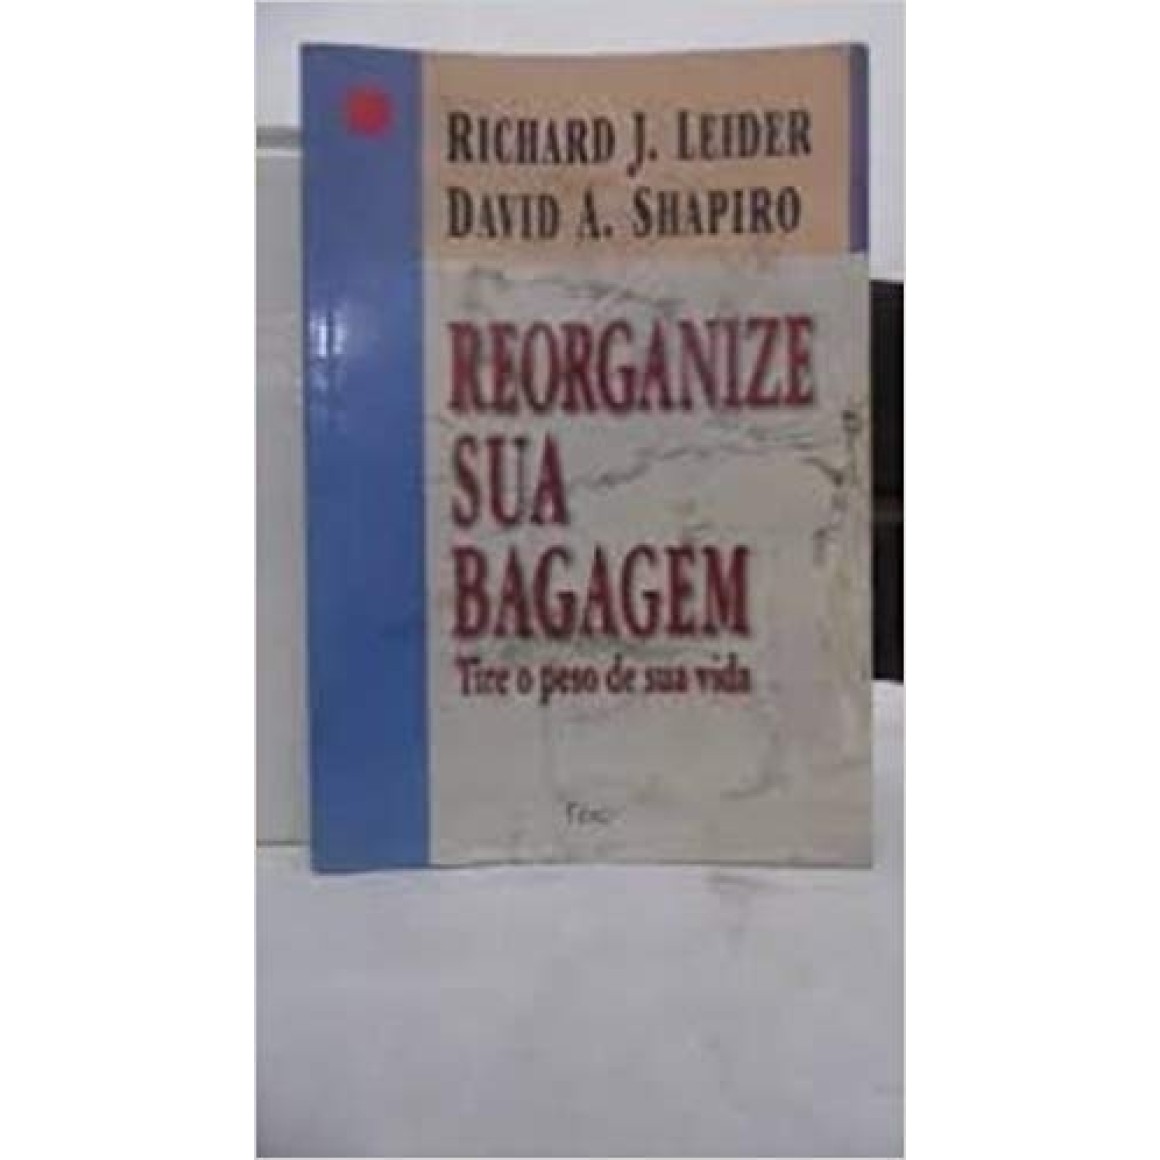 RICHARD J. LEIDER
DAVID A. SHAPIRO
REORGANIZE
SUA
BAGAGEM
Tire o peso de sua vida